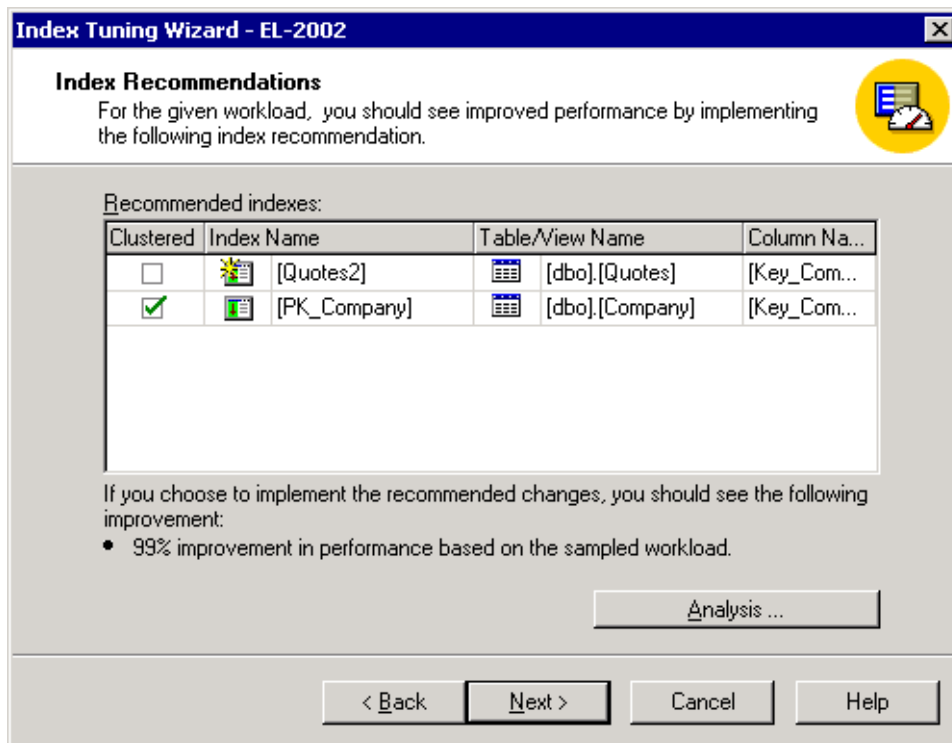 Index Tuning Wizard - EL-2002
Index Recommendations
For the given workload, you should see improved performance by implementing
the following index recommendation.
Recommended indexes:
Clustered Index Name Table/View Name Column Na...
[Quotes2] [dbo].[Quotes] [Key_Com...
[PK_Company] [dbo].[Company] [Key_Com...
If you choose to implement the recommended changes, you should see the following
improvement:
• 99% improvement in performance based on the sampled workload.
Analysis ...
< Back Next > Cancel Help